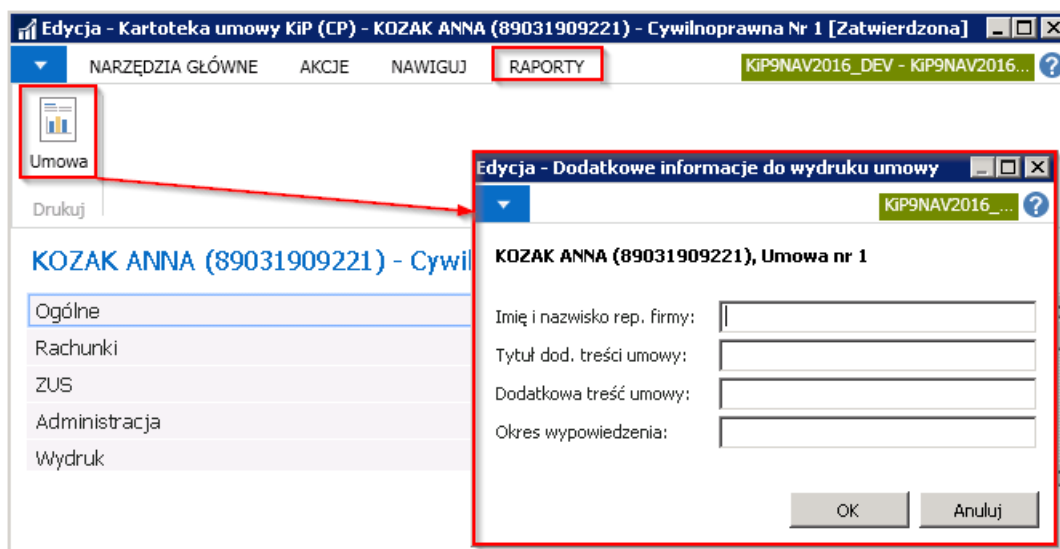 Edycja - Kartoteka umowy KiP (CP) - KOZAK ANNA (89031909221) - Cywilnoprawna Nr 1 [Zatwierdzona]
NARZĘDZIA GŁÓWNE AKCJE NAWIGUJ RAPORTY KiP9NAV2016_DEV - KiP9NAV2016... ?
Umowa
Drukuj
KOZAK ANNA (89031909221) - Cywil
Ogólne
Rachunki
ZUS
Administracja
Wydruk
Edycja - Dodatkowe informacje do wydruku umowy
KiP9NAV2016_... ?
KOZAK ANNA (89031909221), Umowa nr 1
Imię i nazwisko rep. firmy:
Tytuł dod. treści umowy:
Dodatkowa treść umowy:
Okres wypowiedzenia:
OK Anuluj